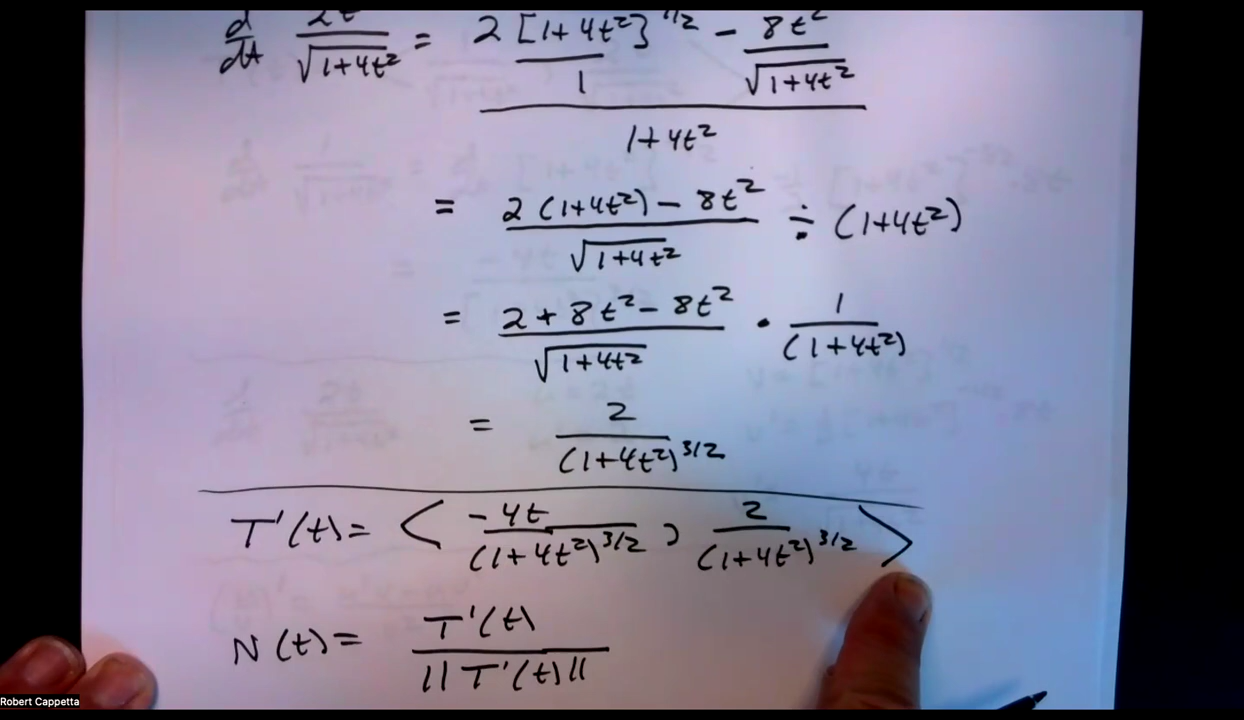 d/dt 2t/√(1+4t²) = (2[1+4t²]^1/2 / 1 - 8t²/√(1+4t²)) / (1+4t²)
= (2(1+4t²) - 8t²)/√(1+4t²) ÷ (1+4t²)
= (2+8t²-8t²)/√(1+4t²) · 1/(1+4t²)
= 2/(1+4t²)^3/2
T'(t) = < -4t/(1+4t²)^3/2 , 2/(1+4t²)^3/2 >
N(t) = T'(t)/||T'(t)||
Robert Cappetta